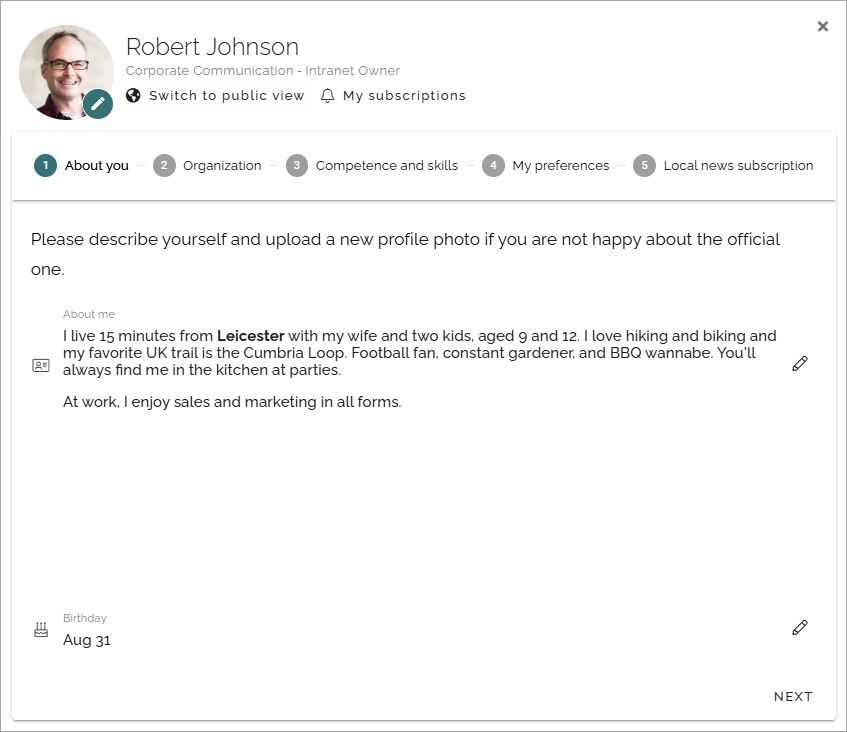 Robert Johnson
Corporate Communication - Intranet Owner
Switch to public view My subscriptions
1 About you 2 Organization 3 Competence and skills 4 My preferences 5 Local news subscription
Please describe yourself and upload a new profile photo if you are not happy about the official
one.
About me
I live 15 minutes from Leicester with my wife and two kids, aged 9 and 12. I love hiking and biking and
my favorite UK trail is the Cumbria Loop. Football fan, constant gardener, and BBQ wannabe. You'll
always find me in the kitchen at parties.
At work, I enjoy sales and marketing in all forms.
Birthday
Aug 31
NEXT